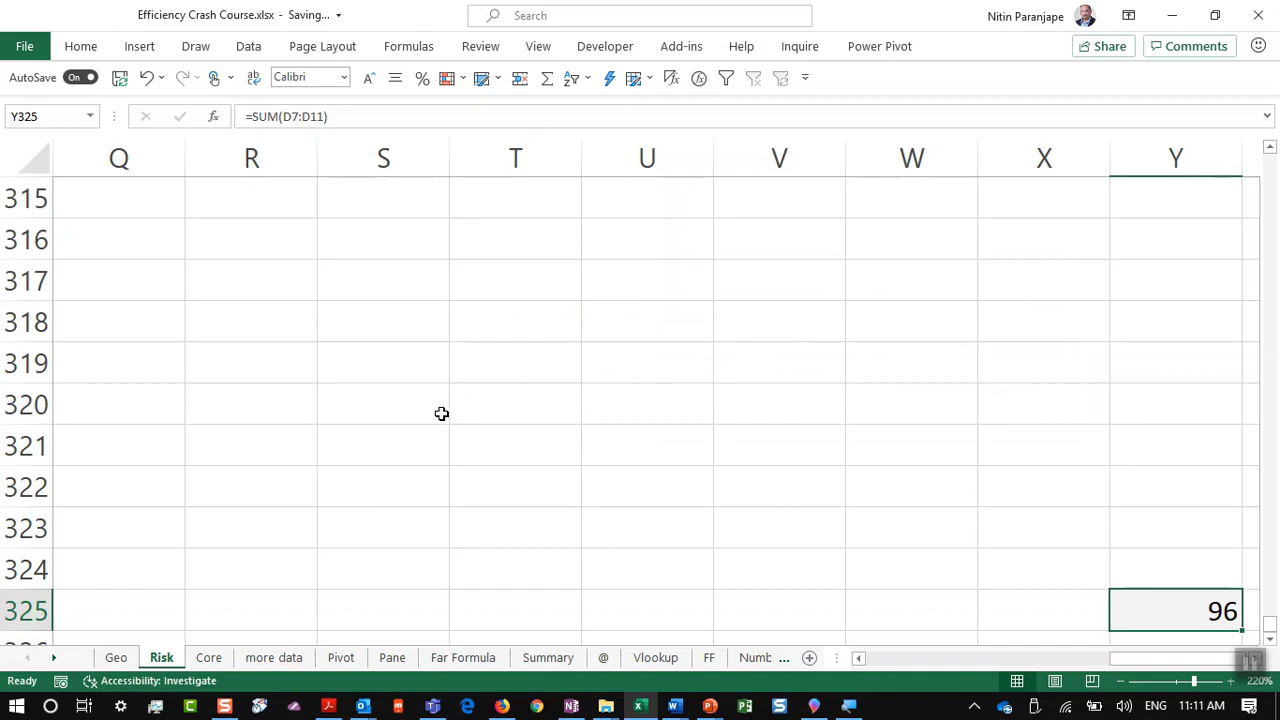 Efficiency Crash Course.xlsx - Saving...
Search
Nitin Paranjape
File Home Insert Draw Data Page Layout Formulas Review View Developer Add-ins Help Inquire Power Pivot Share Comments
AutoSave On Calibri
Y325 =SUM(D7:D11)
Q R S T U V W X Y
315
316
317
318
319
320
321
322
323
324
325 96
Geo Risk Core more data Pivot Pane Far Formula Summary @ Vlookup FF Numb ...
Ready Accessibility: Investigate 220%
ENG 11:11 AM